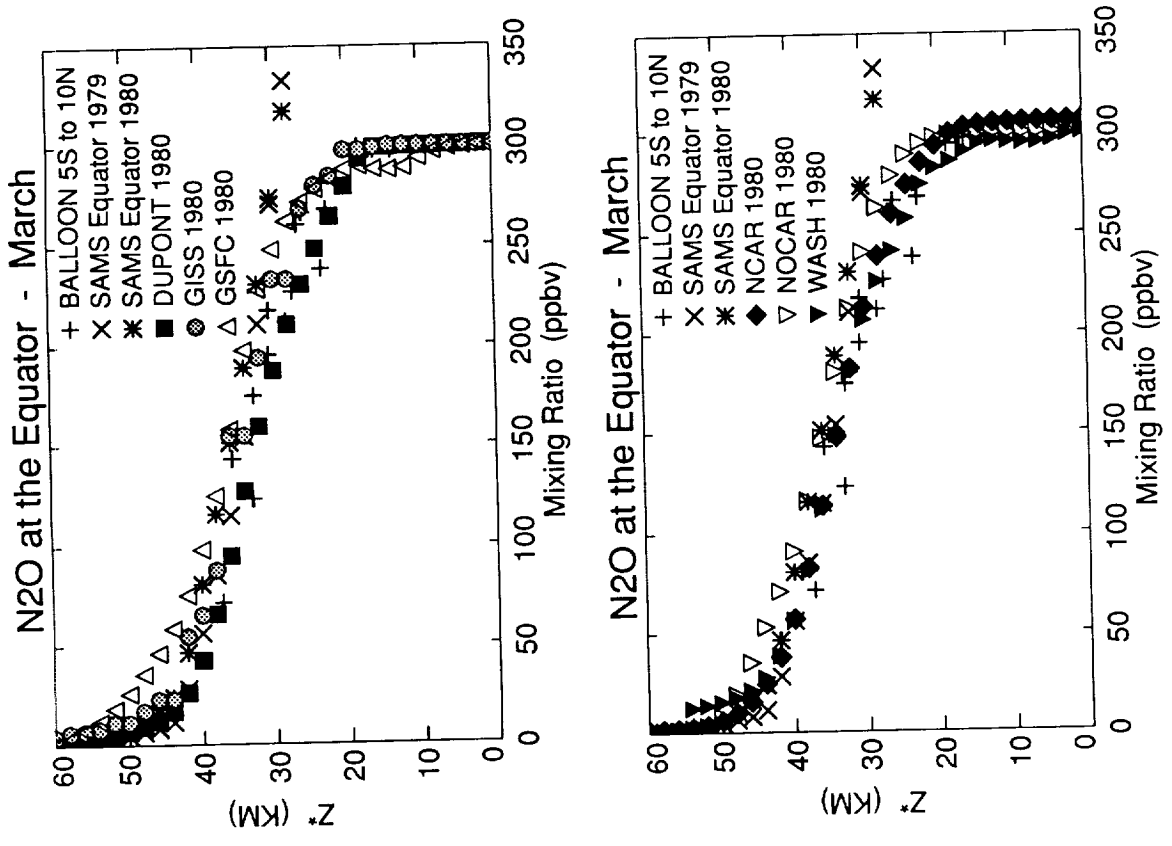 N2O at the Equator - March
+ BALLOON 5S to 10N
× SAMS Equator 1979
SAMS Equator 1980
■ DUPONT 1980
GISS 1980
△ GSFC 1980
60
50
40
30
20
10
0
Z* (KM)
0
50
100
150
200
250
300
350
Mixing Ratio (ppbv)
N2O at the Equator - March
+ BALLOON 5S to 10N
× SAMS Equator 1979
SAMS Equator 1980
◆ NCAR 1980
▽ NOCAR 1980
▼ WASH 1980
60
50
40
30
20
10
0
Z* (KM)
0
50
100
150
200
250
300
350
Mixing Ratio (ppbv)